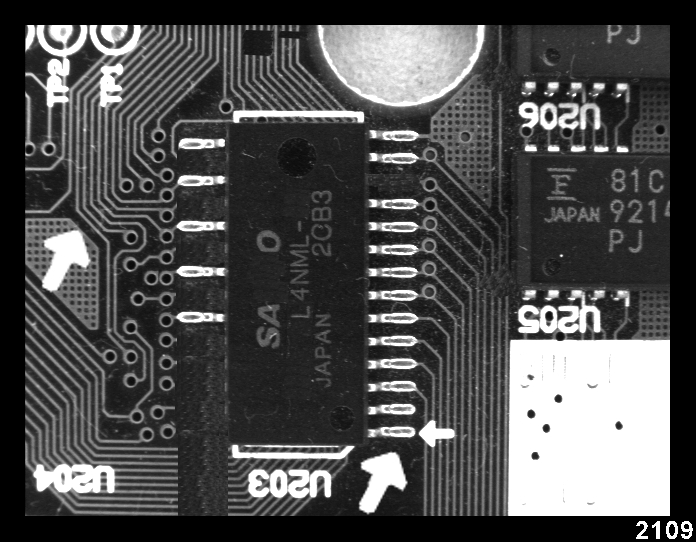 PJ
TP2
TP1
U206
81C
JAPAN 9214
PJ
SA O
L4NML-
2CB3
JAPAN
U205
U204
U203
2109